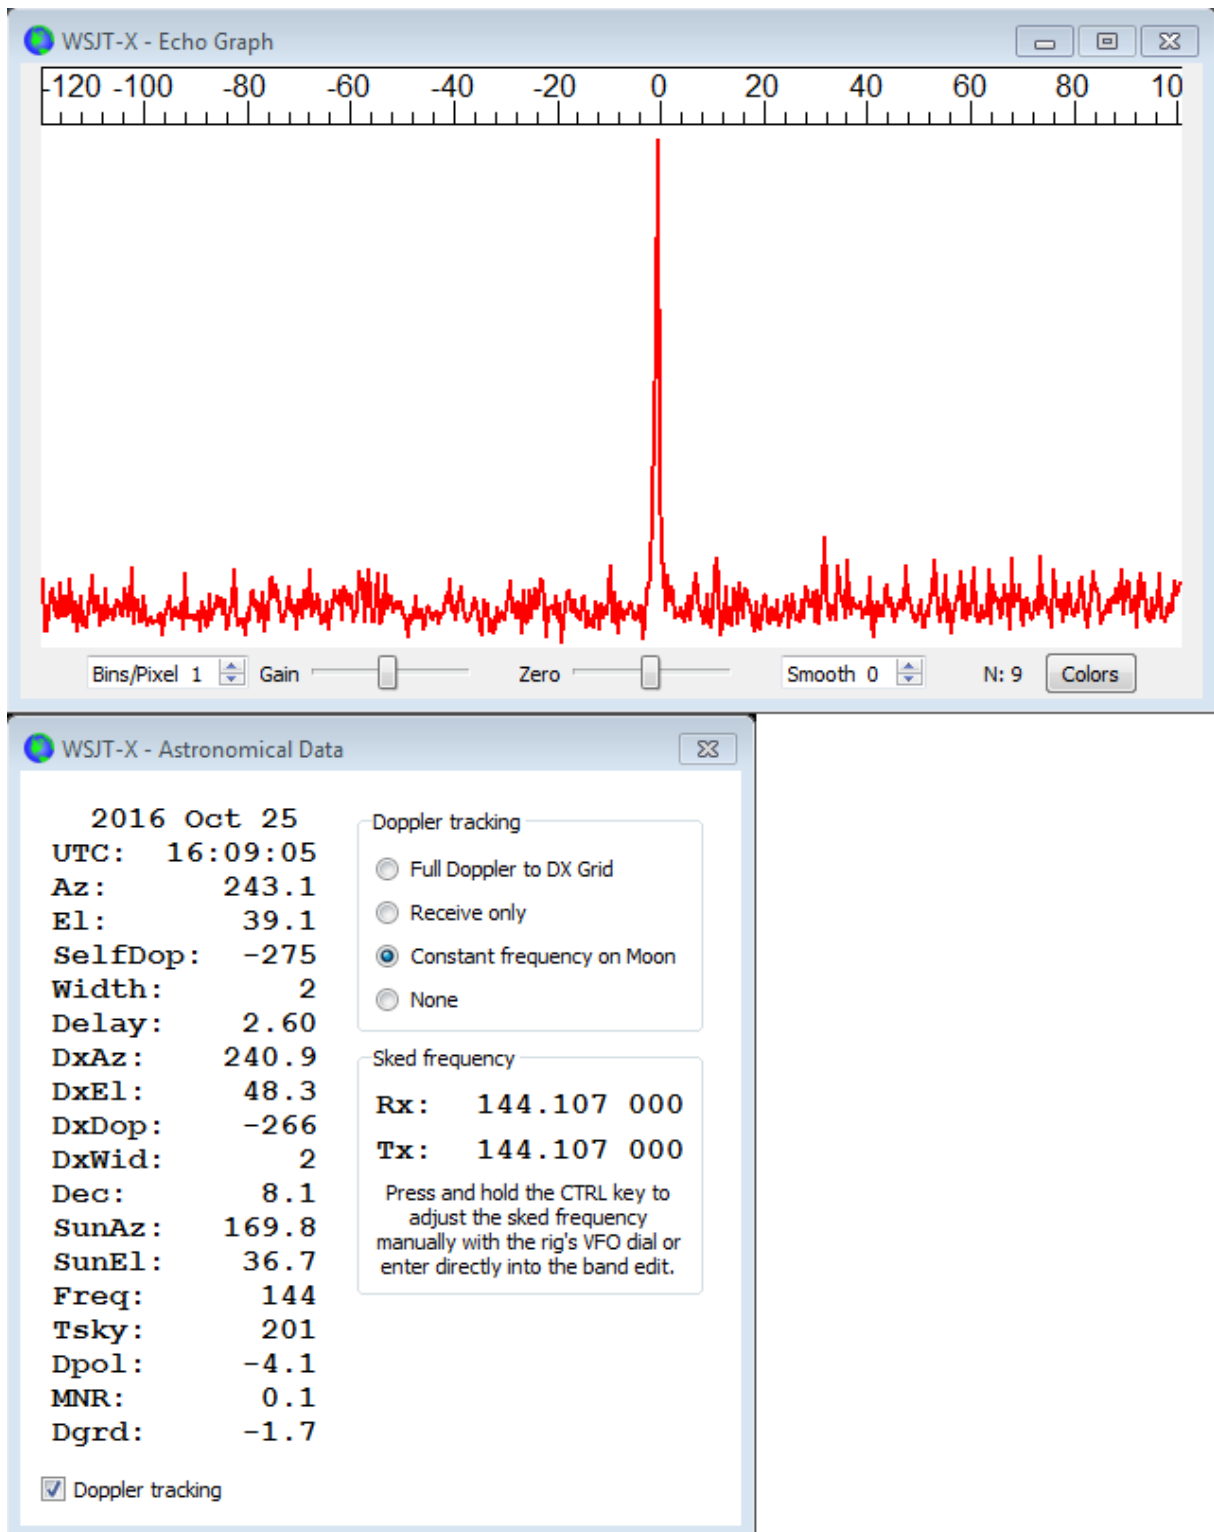 WSJT-X - Echo Graph
-120 -100 -80 -60 -40 -20 0 20 40 60 80 10
Bins/Pixel 1 Gain Zero Smooth 0 N: 9 Colors
WSJT-X - Astronomical Data
2016 Oct 25
UTC: 16:09:05
Az: 243.1
El: 39.1
SelfDop: -275
Width: 2
Delay: 2.60
DxAz: 240.9
DxEl: 48.3
DxDop: -266
DxWid: 2
Dec: 8.1
SunAz: 169.8
SunEl: 36.7
Freq: 144
Tsky: 201
Dpol: -4.1
MNR: 0.1
Dgrd: -1.7
Doppler tracking
Doppler tracking
Full Doppler to DX Grid
Receive only
Constant frequency on Moon
None
Sked frequency
Rx: 144.107 000
Tx: 144.107 000
Press and hold the CTRL key to
adjust the sked frequency
manually with the rig's VFO dial or
enter directly into the band edit.